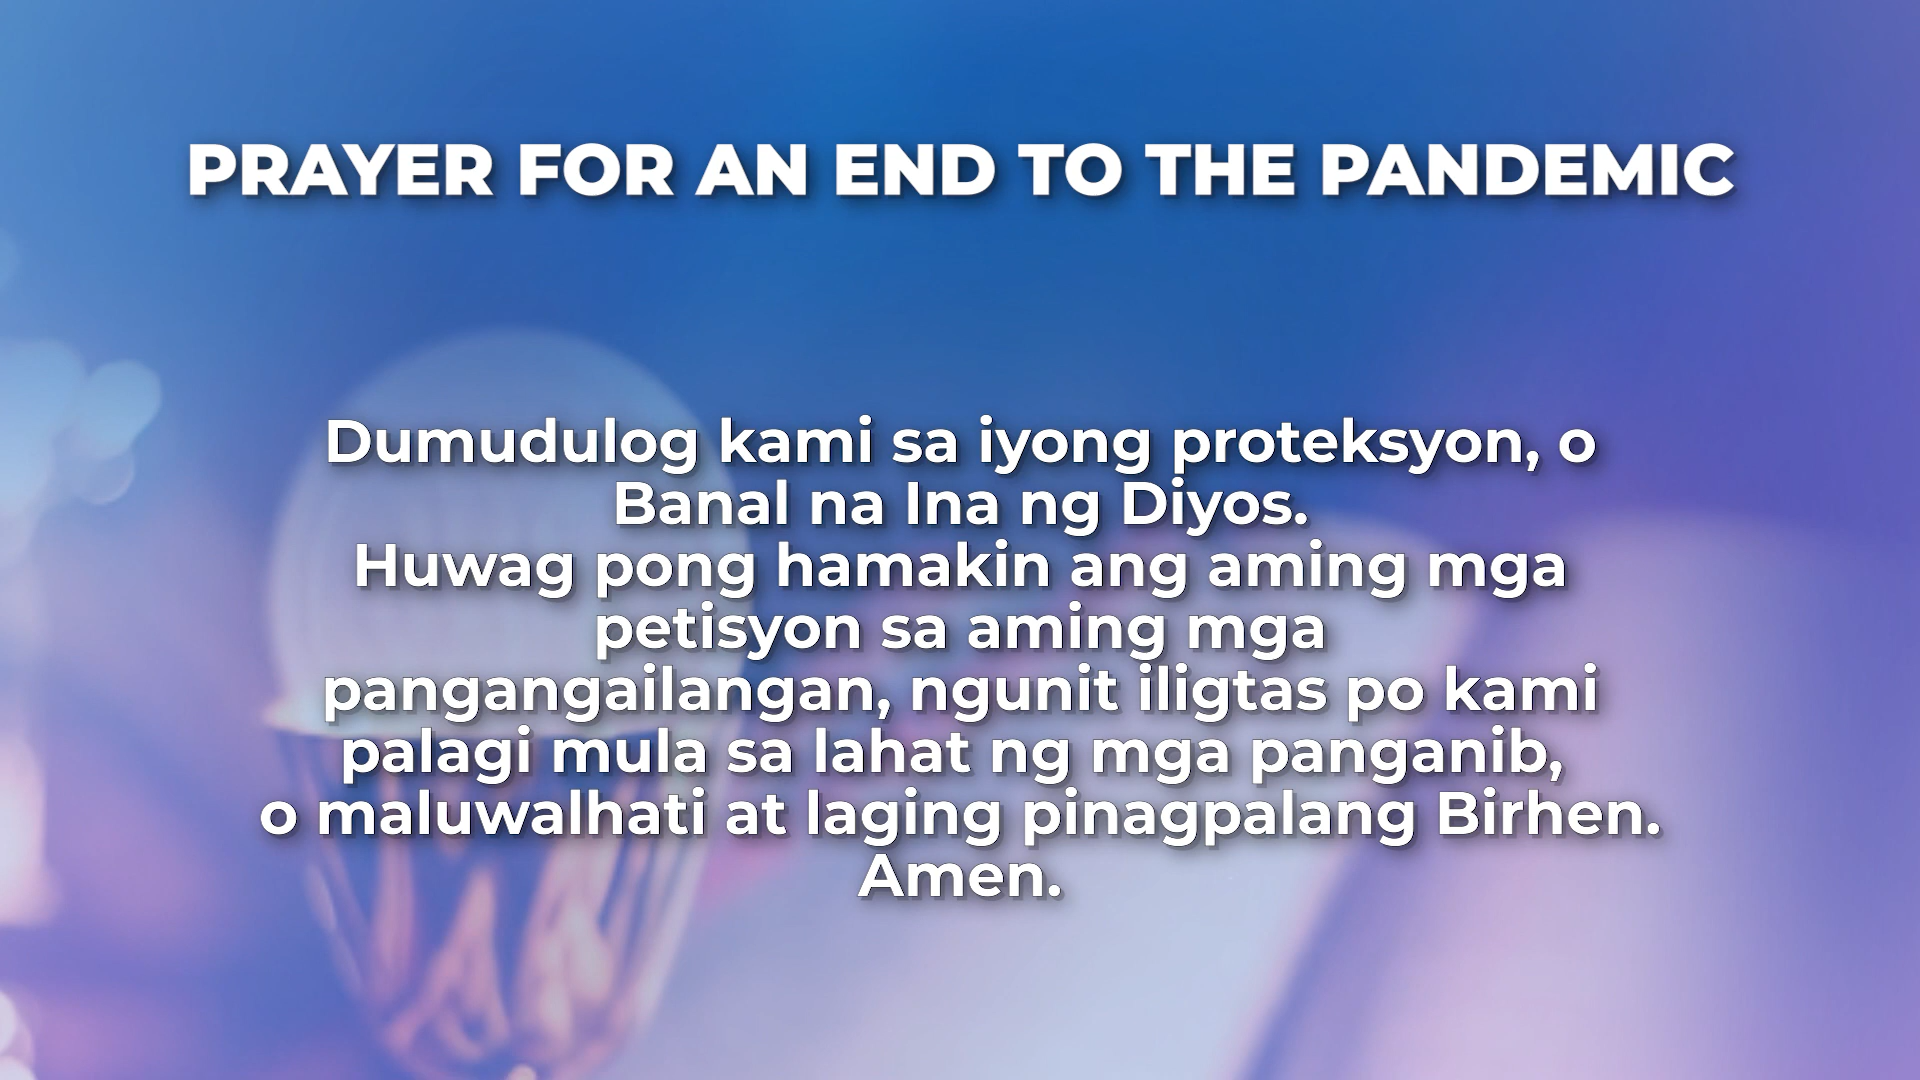 PRAYER FOR AN END TO THE PANDEMIC
Dumudulog kami sa iyong proteksyon, o
Banal na Ina ng Diyos.
Huwag pong hamakin ang aming mga
petisyon sa aming mga
pangangailangan, ngunit iligtas po kami
palagi mula sa lahat ng mga panganib,
o maluwalhati at laging pinagpalang Birhen.
Amen.